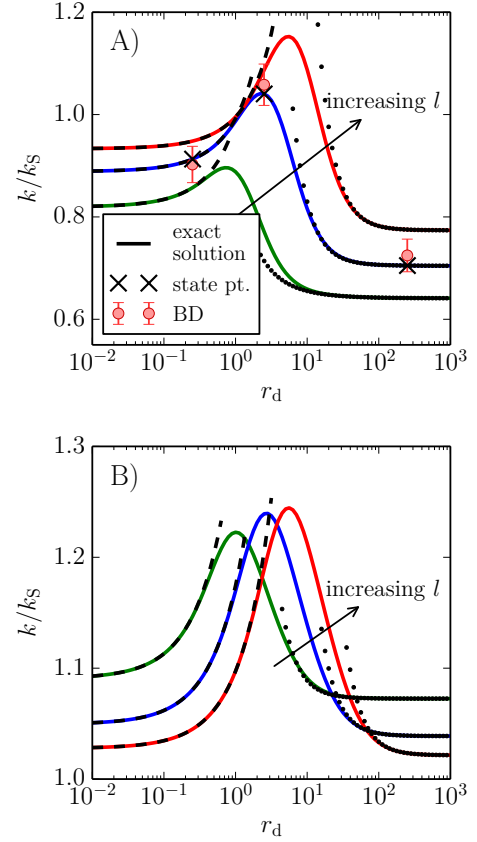 1.2
A)
1.0
increasing l
k/kS
0.8
exact
solution
state pt.
BD
0.6
10−2 10−1 100 101 102 103
rd
1.3
B)
1.2
increasing l
k/kS
1.1
1.0
10−2 10−1 100 101 102 103
rd